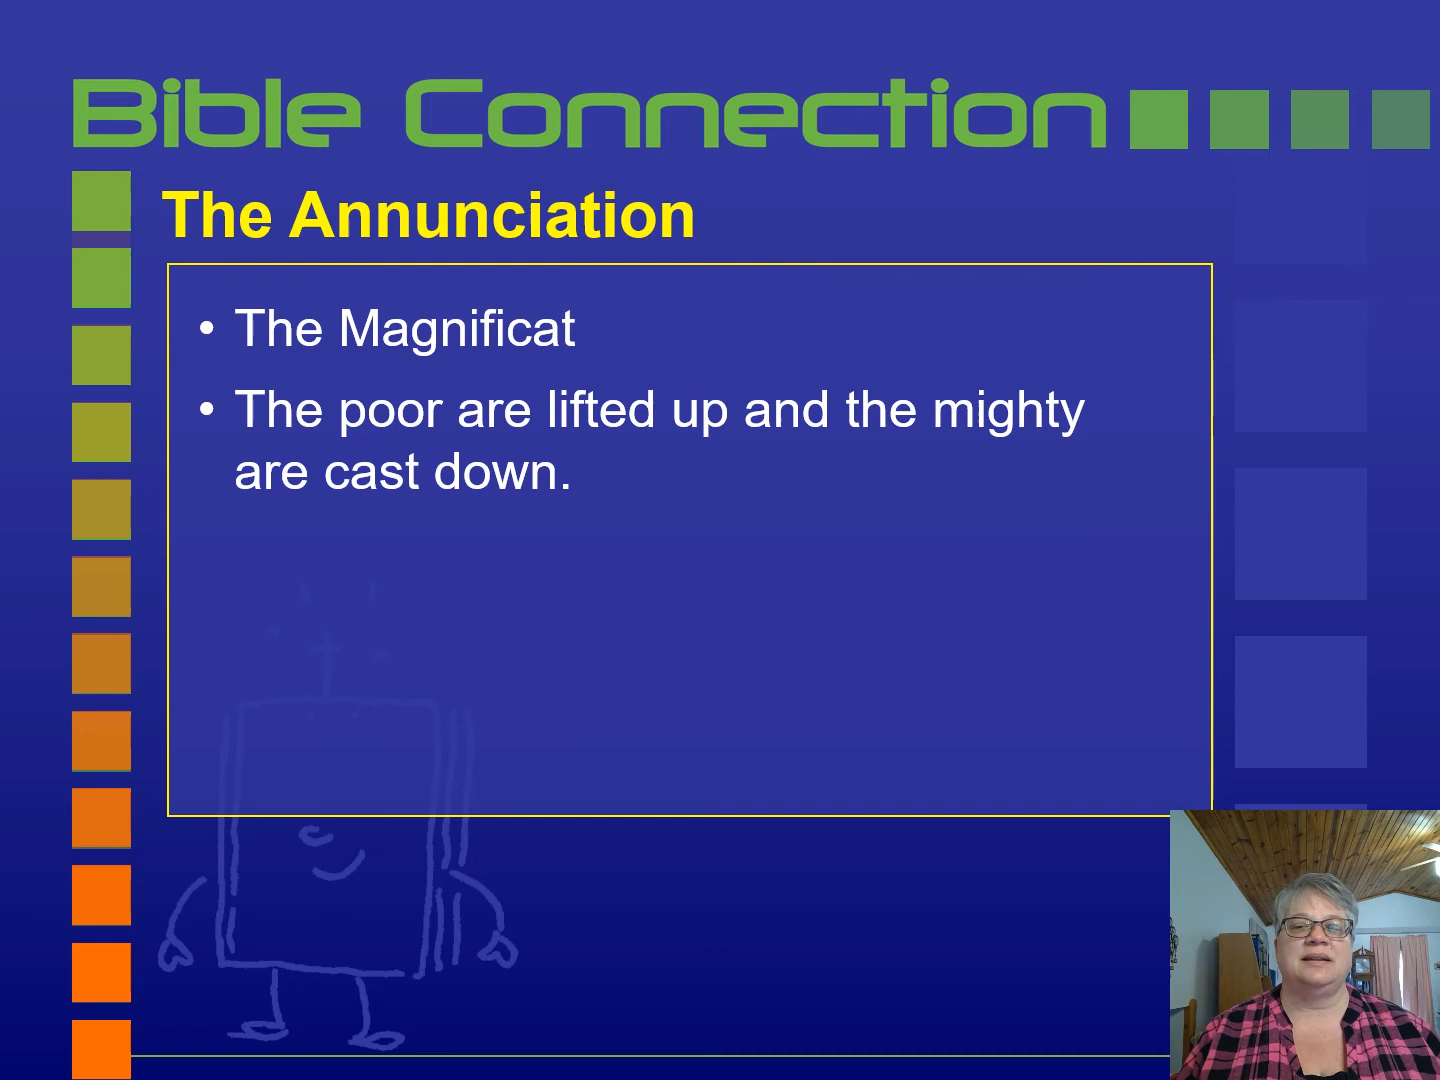 Bible Connection
The Annunciation
• The Magnificat
• The poor are lifted up and the mighty
are cast down.